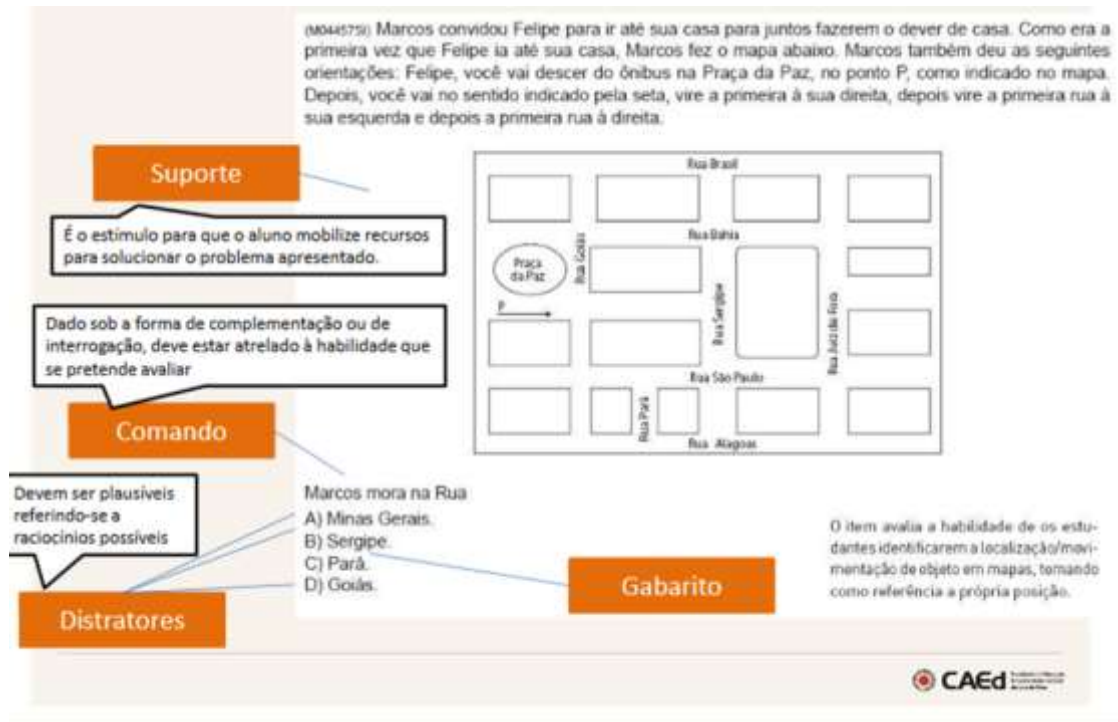 (M044575I) Marcos convidou Felipe para ir até sua casa para juntos fazerem o dever de casa. Como era a
primeira vez que Felipe ia até sua casa, Marcos fez o mapa abaixo. Marcos também deu as seguintes
orientações: Felipe, você vai descer do ônibus na Praça da Paz, no ponto P, como indicado no mapa.
Depois, você vai no sentido indicado pela seta, vire a primeira à sua direita, depois vire a primeira rua à
sua esquerda e depois a primeira rua à direita.
Suporte
É o estímulo para que o aluno mobilize recursos
para solucionar o problema apresentado.
Rua Brasil
Rua Bahia
Rua Goiás
Praça
da Paz
P
Rua Sergipe
Rua Juiz de Fora
Rua São Paulo
Rua Pará
Rua Alagoas
Dado sob a forma de complementação ou de
interrogação, deve estar atrelado à habilidade que
se pretende avaliar
Comando
Devem ser plausíveis
referindo-se a
raciocínios possíveis
Distratores
Marcos mora na Rua
A) Minas Gerais.
B) Sergipe.
C) Pará.
D) Goiás.
Gabarito
O item avalia a habilidade de os estu-
dantes identificarem a localização/movi-
mentação de objeto em mapas, tomando
como referência a própria posição.
CAEd